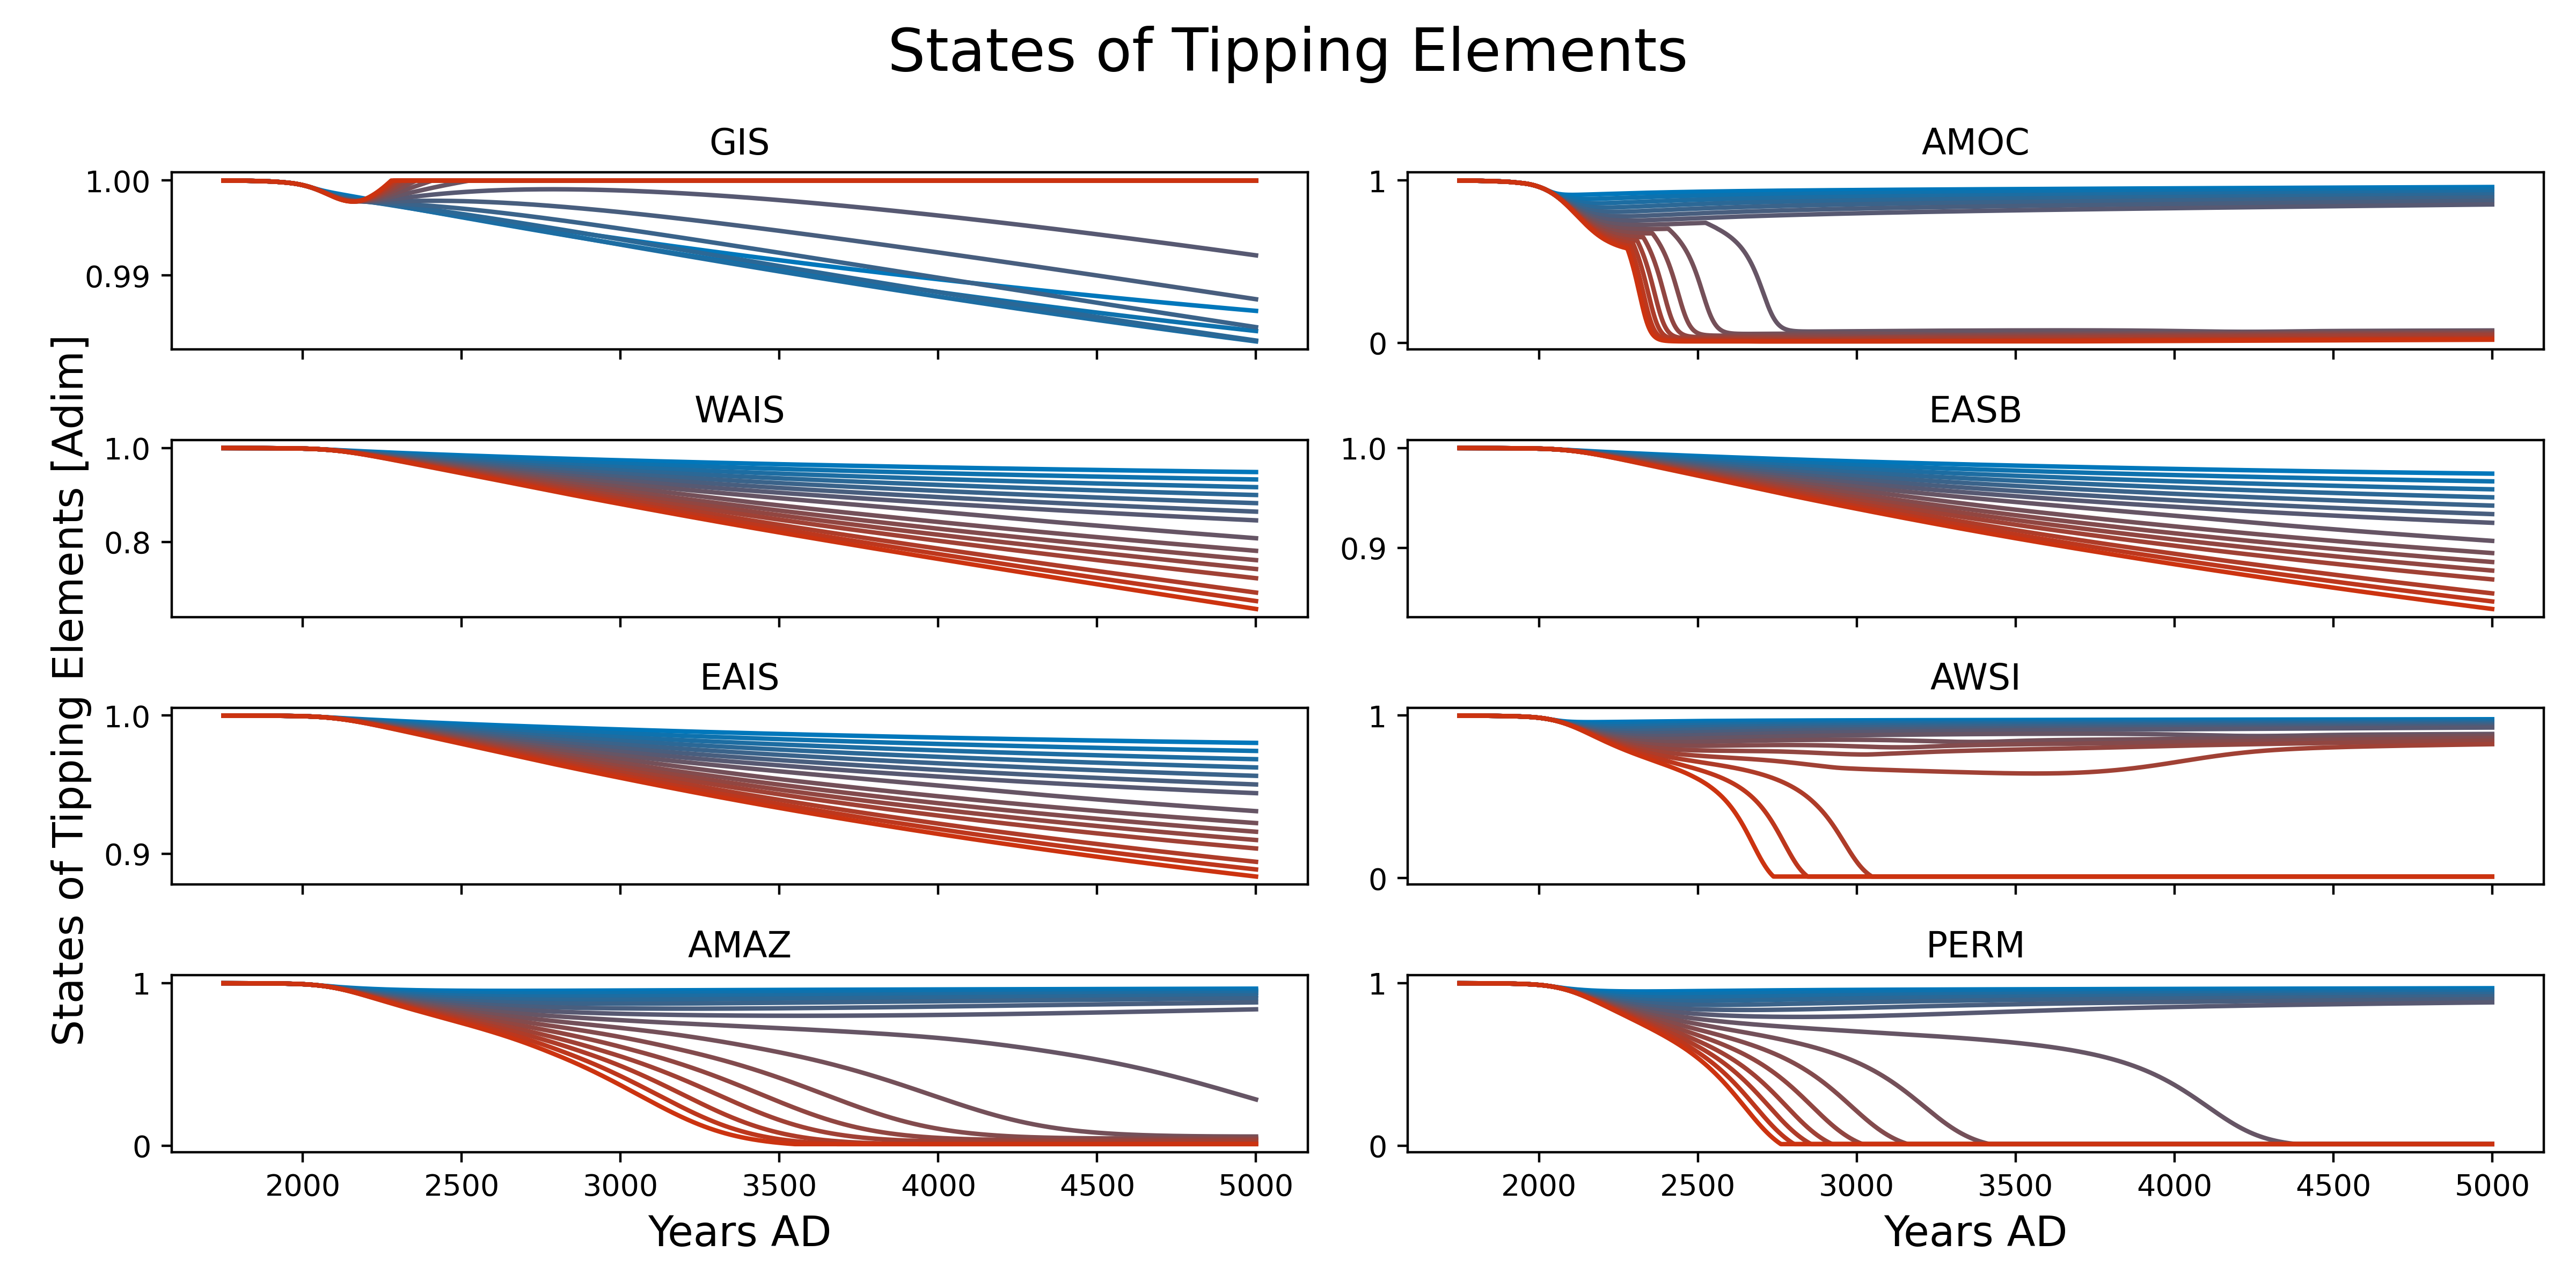 States of Tipping Elements
States of Tipping Elements [Adim]
GIS
1.00
0.99
AMOC
1
0
WAIS
1.0
0.8
EASB
1.0
0.9
EAIS
1.0
0.9
AWSI
1
0
AMAZ
1
0
2000 2500 3000 3500 4000 4500 5000
Years AD
PERM
1
0
2000 2500 3000 3500 4000 4500 5000
Years AD